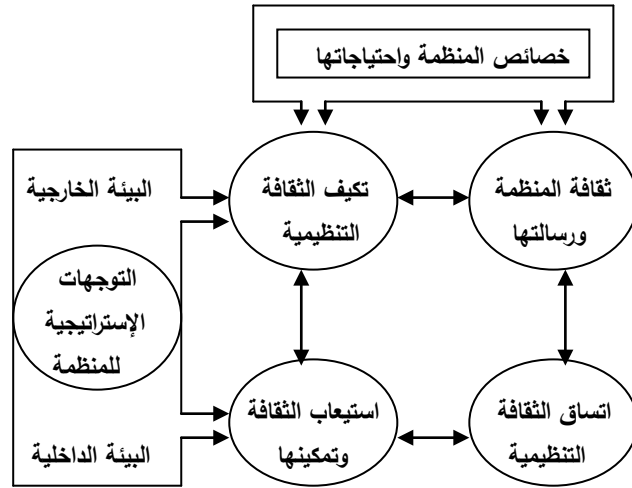 خصائص المنظمة واحتياجاتها
ثقافة المنظمة
ورسالتها
تكيف الثقافة
التنظيمية
البيئة الخارجية
التوجهات
الإستراتيجية
للمنظمة
البيئة الداخلية
اتساق الثقافة
التنظيمية
استيعاب الثقافة
وتمكينها